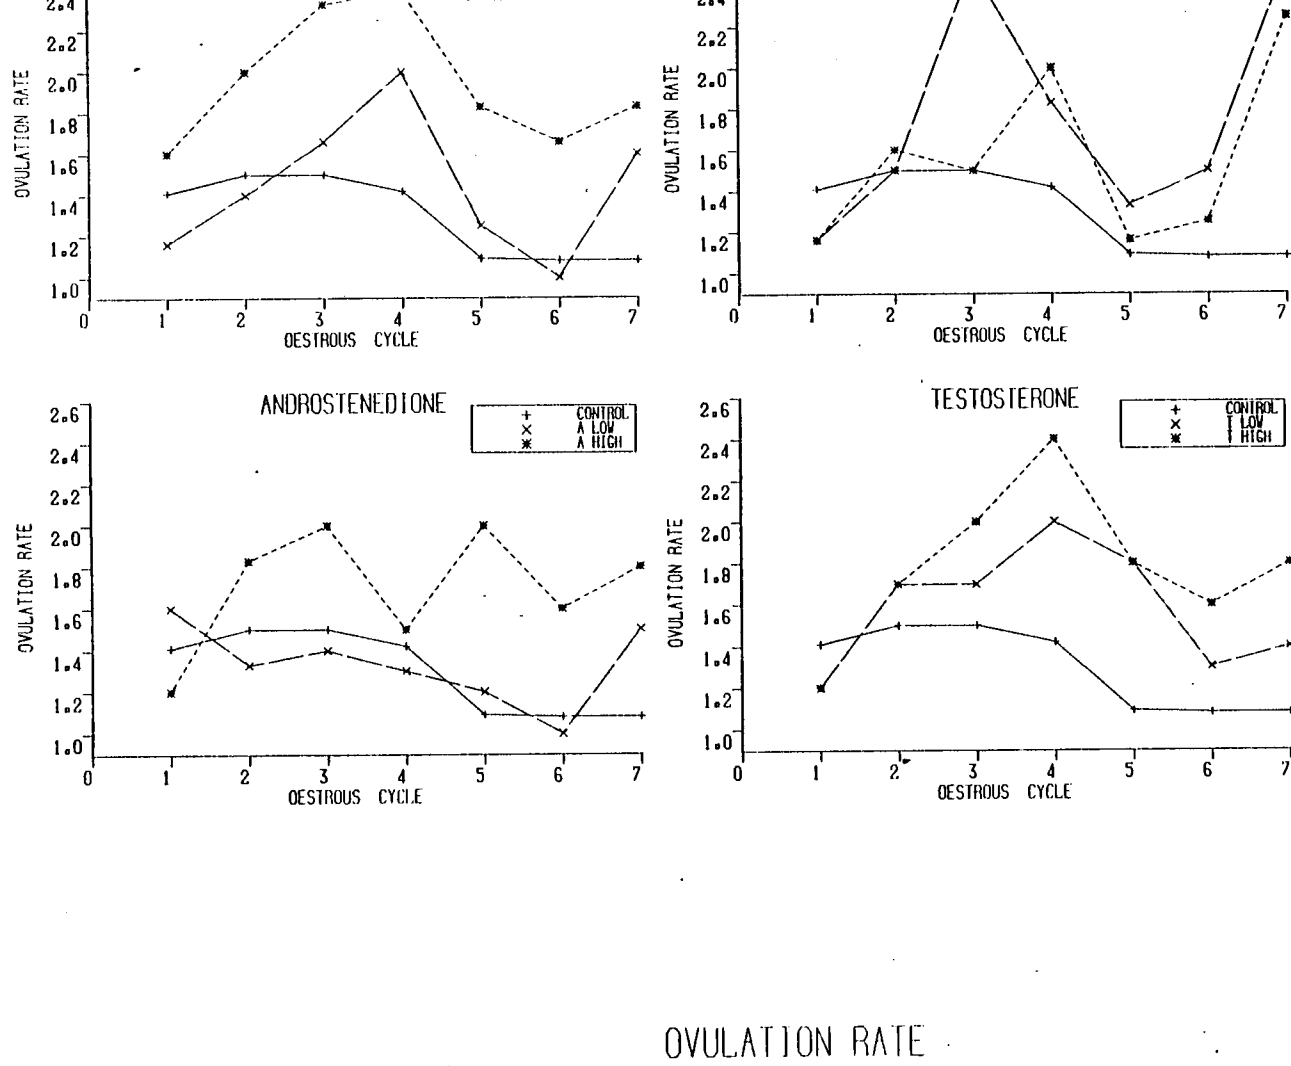 2.4
2.2
2.0
1.8
1.6
1.4
1.2
1.0
OVULATION RATE
0 1 2 3 4 5 6 7
OESTROUS CYCLE
2.4
2.2
2.0
1.8
1.6
1.4
1.2
1.0
OVULATION RATE
0 1 2 3 4 5 6 7
OESTROUS CYCLE
ANDROSTENEDIONE
CONTROL
A LOW
A HIGH
2.6
2.4
2.2
2.0
1.8
1.6
1.4
1.2
1.0
OVULATION RATE
0 1 2 3 4 5 6 7
OESTROUS CYCLE
TESTOSTERONE
CONTROL
T LOW
T HIGH
2.6
2.4
2.2
2.0
1.8
1.6
1.4
1.2
1.0
OVULATION RATE
0 1 2 3 4 5 6 7
OESTROUS CYCLE
OVULATION RATE